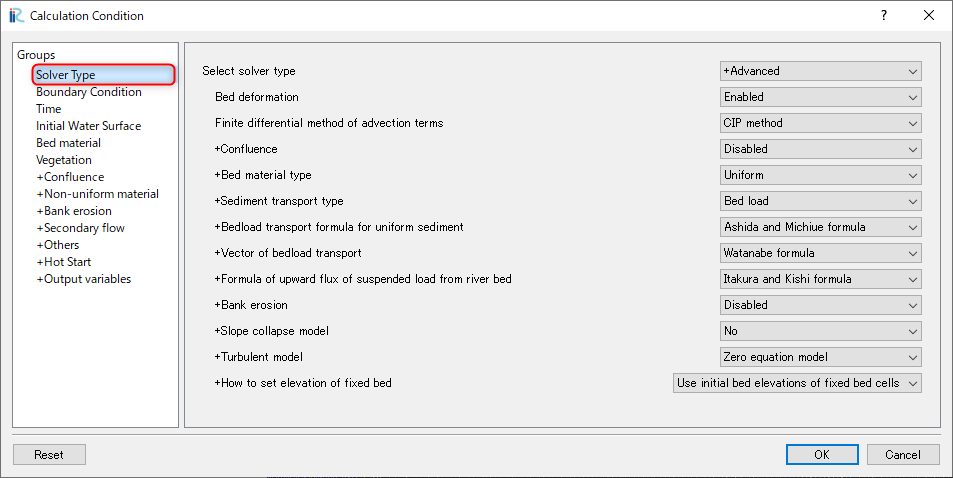 Calculation Condition
Groups
Solver Type
Boundary Condition
Time
Initial Water Surface
Bed material
Vegetation
+Confluence
+Non-uniform material
+Bank erosion
+Secondary flow
+Others
+Hot Start
+Output variables
Select solver type +Advanced
Bed deformation Enabled
Finite differential method of advection terms CIP method
+Confluence Disabled
+Bed material type Uniform
+Sediment transport type Bed load
+Bedload transport formula for uniform sediment Ashida and Michiue formula
+Vector of bedload transport Watanabe formula
+Formula of upward flux of suspended load from river bed Itakura and Kishi formula
+Bank erosion Disabled
+Slope collapse model No
+Turbulent model Zero equation model
+How to set elevation of fixed bed Use initial bed elevations of fixed bed cells
Reset OK Cancel